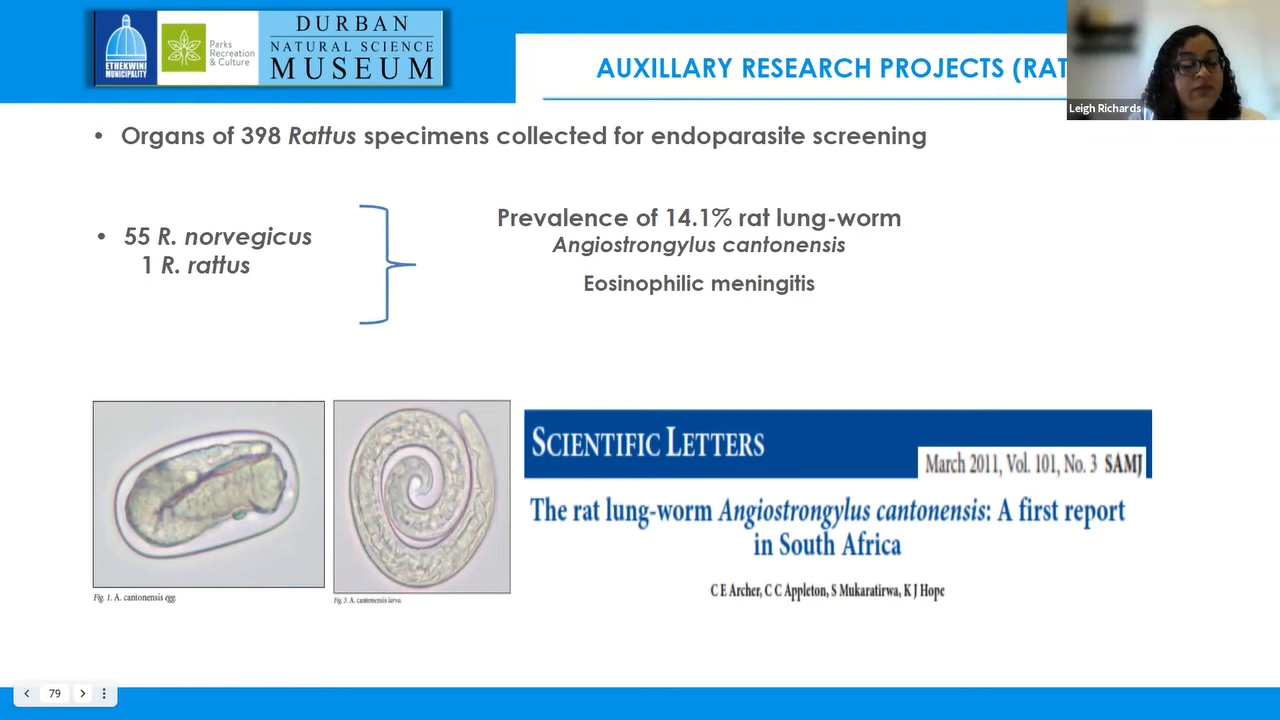 ETHEKWINI
MUNICIPALITY
Parks
Recreation
& Culture
DURBAN
NATURAL SCIENCE
MUSEUM
AUXILLARY RESEARCH PROJECTS (RAT
Leigh Richards
• Organs of 398 Rattus specimens collected for endoparasite screening
• 55 R. norvegicus
1 R. rattus
Prevalence of 14.1% rat lung-worm
Angiostrongylus cantonensis
Eosinophilic meningitis
Fig. 1. A. cantonensis egg.
Fig. 3. A. cantonensis larva.
SCIENTIFIC LETTERS
March 2011, Vol. 101, No. 3 SAMJ
The rat lung-worm Angiostrongylus cantonensis: A first report
in South Africa
C E Archer, C C Appleton, S Mukaratirwa, K J Hope
79